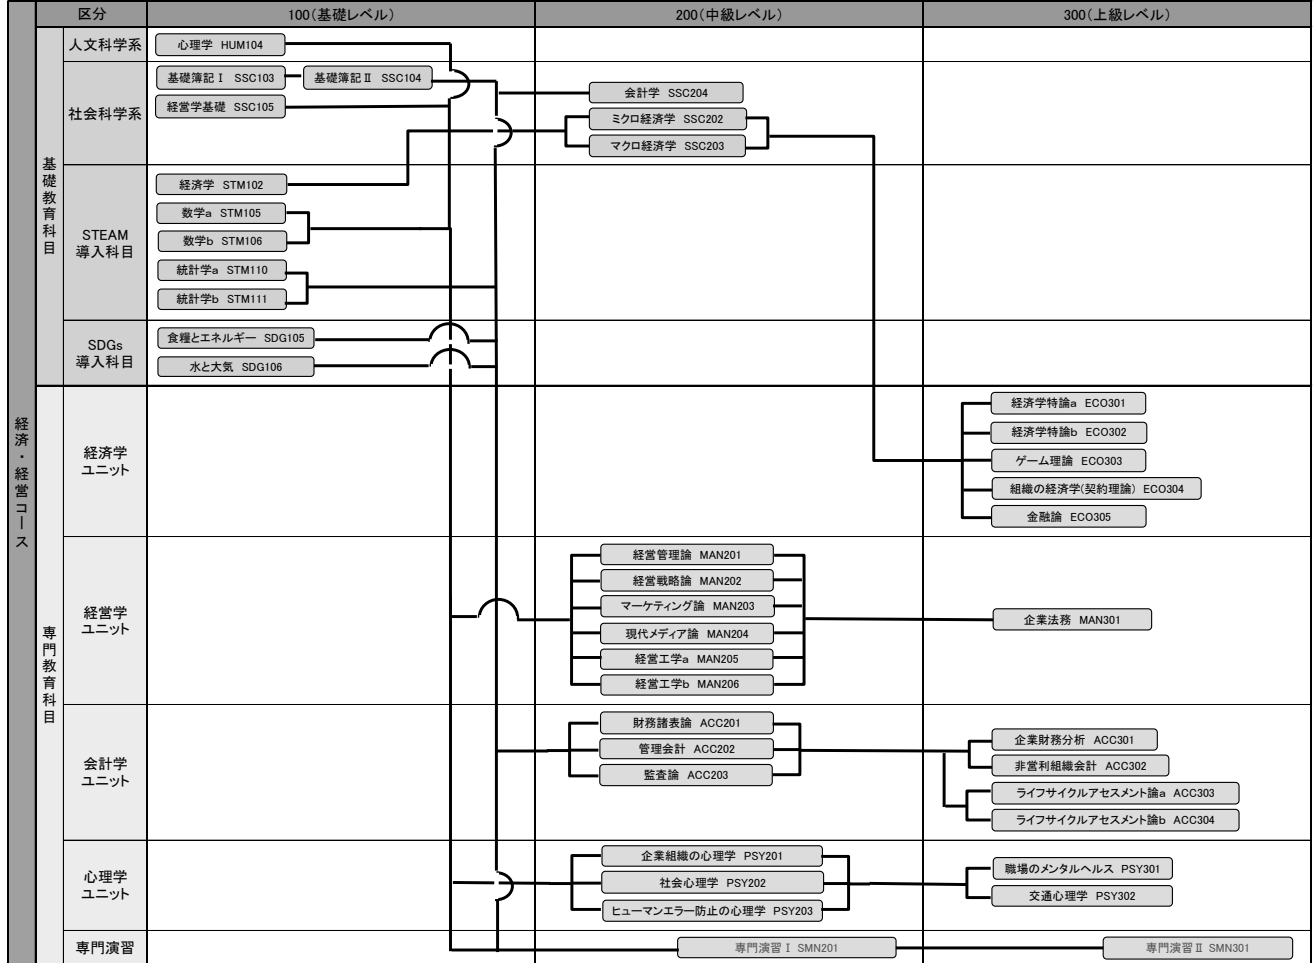 区分
100(基礎レベル)
200(中級レベル)
300(上級レベル)
経済・経営コース
基礎教育科目
人文科学系
心理学 HUM104
社会科学系
基礎簿記Ⅰ SSC103
基礎簿記Ⅱ SSC104
経営学基礎 SSC105
会計学 SSC204
ミクロ経済学 SSC202
マクロ経済学 SSC203
STEAM
導入科目
経済学 STM102
数学a STM105
数学b STM106
統計学a STM110
統計学b STM111
SDGs
導入科目
食糧とエネルギー SDG105
水と大気 SDG106
専門教育科目
経済学
ユニット
経済学特論a ECO301
経済学特論b ECO302
ゲーム理論 ECO303
組織の経済学(契約理論) ECO304
金融論 ECO305
経営学
ユニット
経営管理論 MAN201
経営戦略論 MAN202
マーケティング論 MAN203
現代メディア論 MAN204
経営工学a MAN205
経営工学b MAN206
企業法務 MAN301
会計学
ユニット
財務諸表論 ACC201
管理会計 ACC202
監査論 ACC203
企業財務分析 ACC301
非営利組織会計 ACC302
ライフサイクルアセスメント論a ACC303
ライフサイクルアセスメント論b ACC304
心理学
ユニット
企業組織の心理学 PSY201
社会心理学 PSY202
ヒューマンエラー防止の心理学 PSY203
職場のメンタルヘルス PSY301
交通心理学 PSY302
専門演習
専門演習Ⅰ SMN201
専門演習Ⅱ SMN301